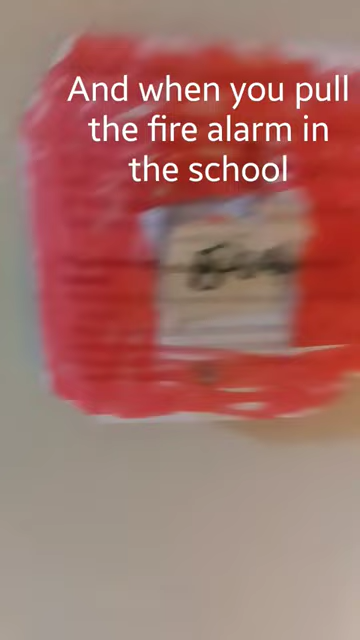 And when you pull
the fire alarm in
the school